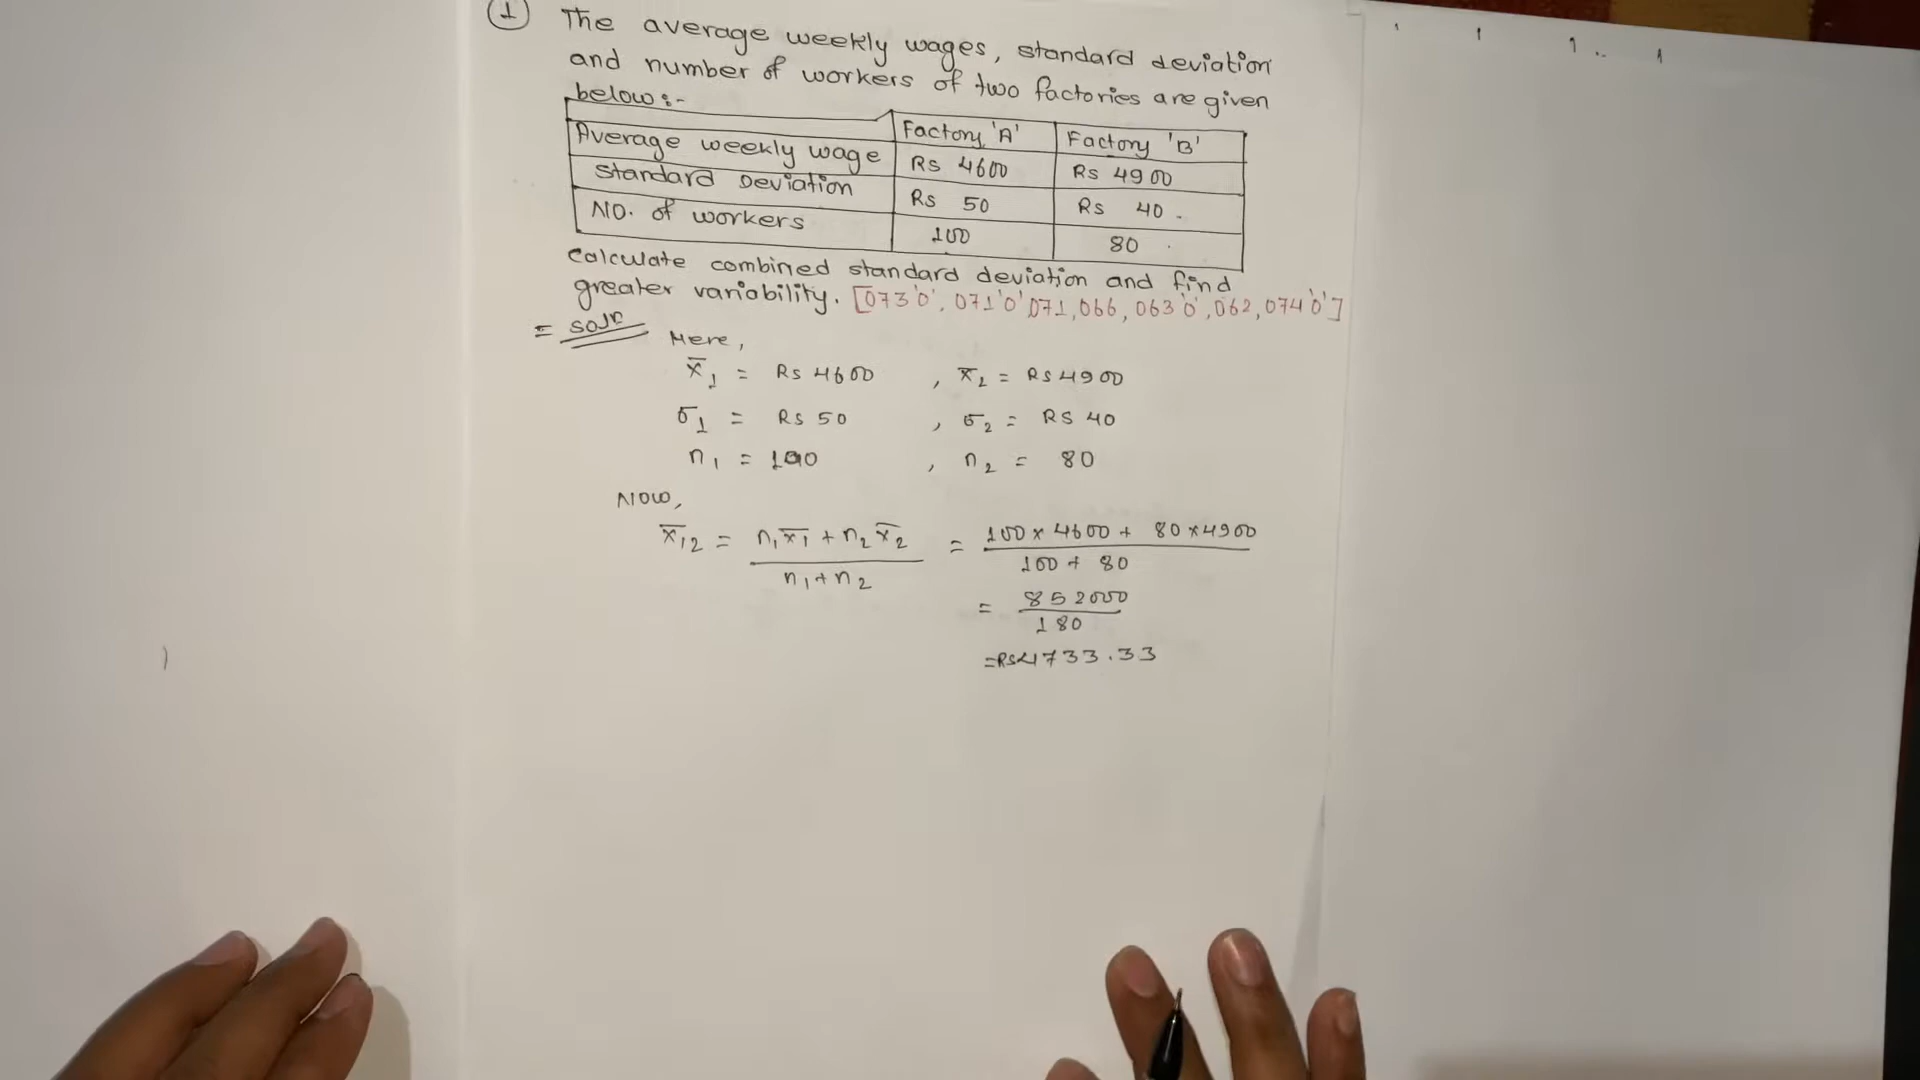 1 The average weekly wages, standard deviation
and number of workers of two factories are given
below:-
Factory 'A' Factory 'B'
Average weekly wage Rs 4600 Rs 4900
Standard Deviation Rs 50 Rs 40
No. of workers 100 80
Calculate combined standard deviation and find
greater variability. [073'0', 071'0' 071, 066, 063'0', 062, 074'0']
= Soln
Here,
x̄1 = Rs 4600 , x̄2 = Rs 4900
σ1 = Rs 50 , σ2 = Rs 40
n1 = 100 , n2 = 80
Now,
x̄12 = n1x̄1 + n2x̄2 / n1 + n2 = 100 × 4600 + 80 × 4900 / 100 + 80
= 852000 / 180
= Rs 4733.33